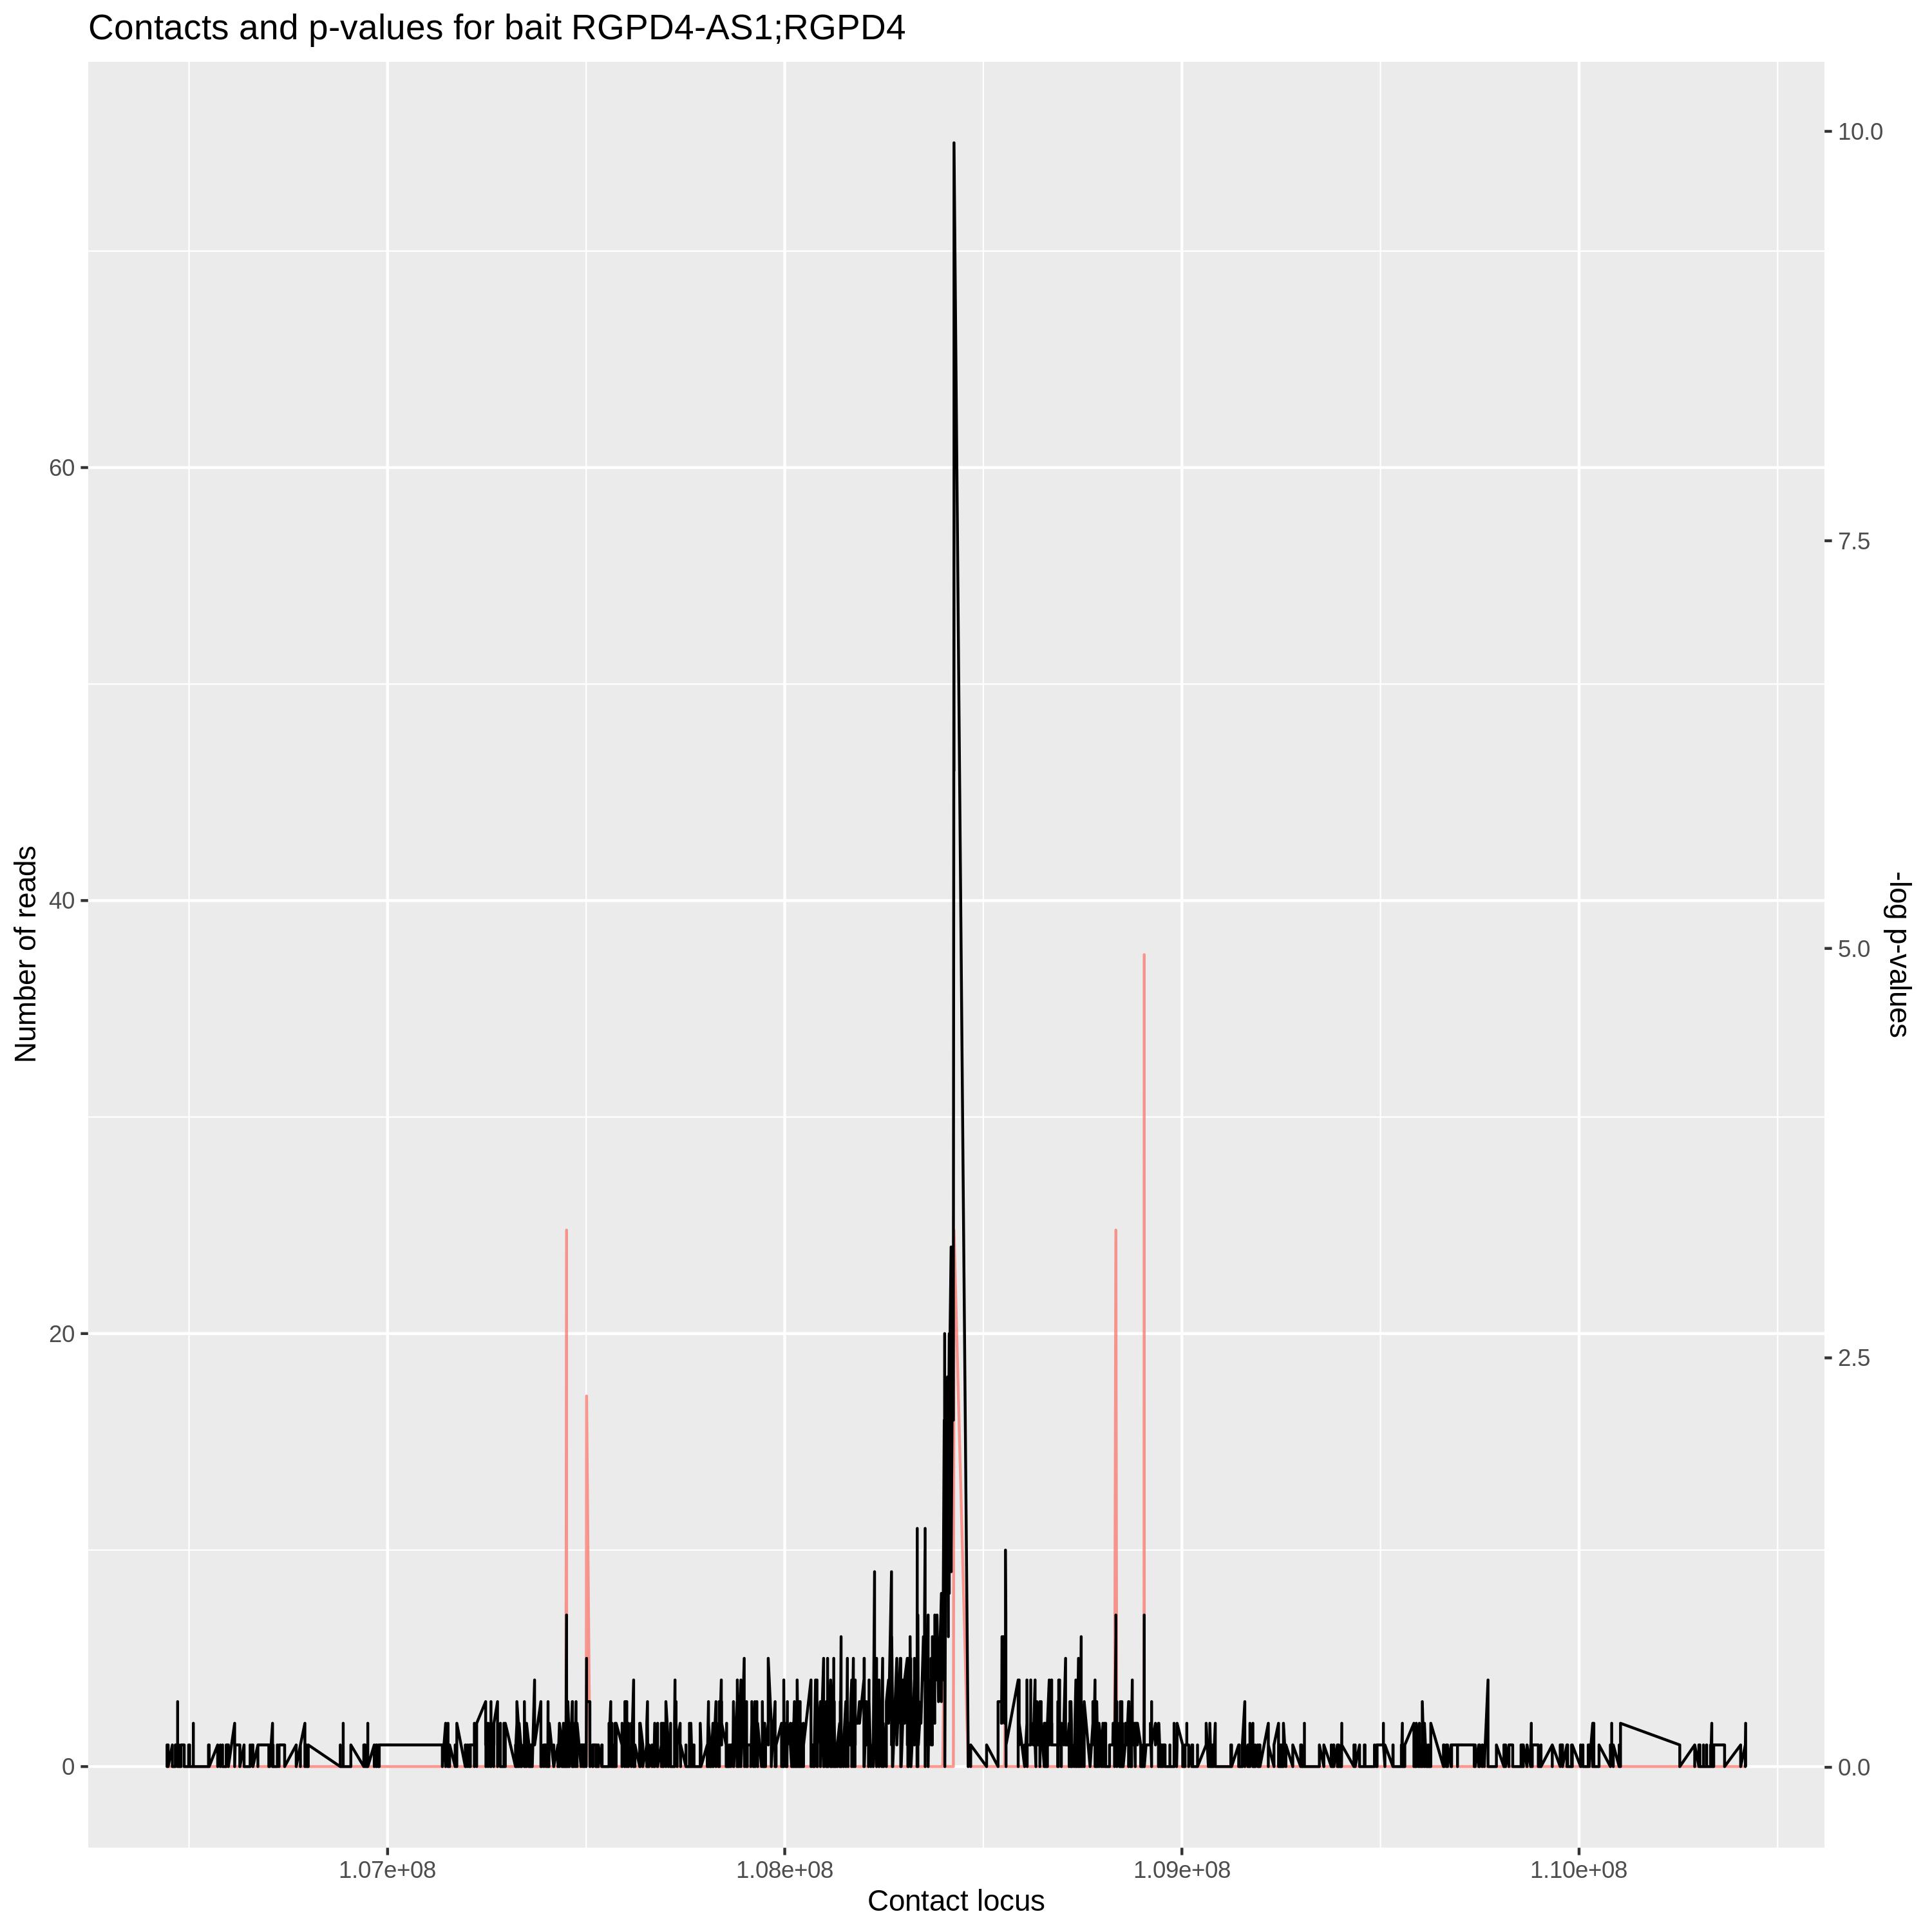 Contacts and p-values for bait RGPD4-AS1;RGPD4
10.0
7.5
5.0
2.5
0.0
60
40
20
0
Number of reads
-log p-values
1.07e+08 1.08e+08 1.09e+08 1.10e+08
Contact locus